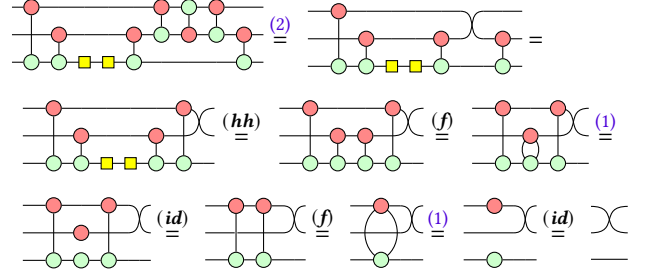 (2) = =
(hh) = (f) = (1) =
(id) = (f) = (1) = (id) =